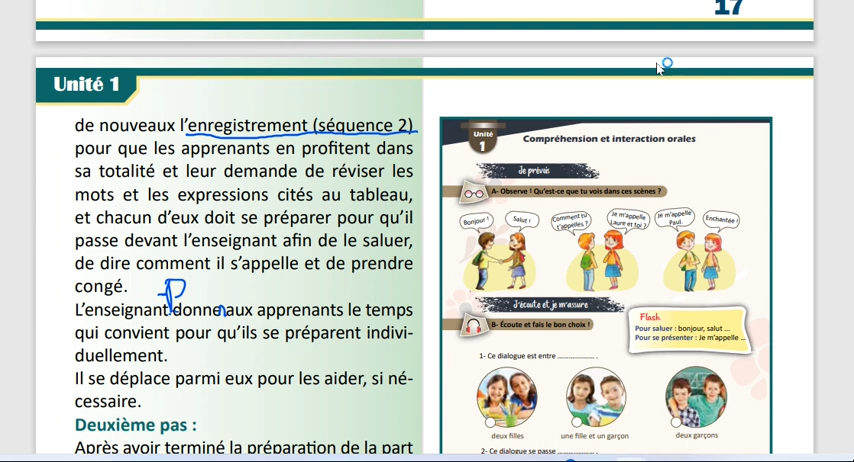 17
Unité 1
de nouveaux l'enregistrement (séquence 2)
pour que les apprenants en profitent dans
sa totalité et leur demande de réviser les
mots et les expressions cités au tableau,
et chacun d'eux doit se préparer pour qu'il
passe devant l'enseignant afin de le saluer,
de dire comment il s'appelle et de prendre
congé.
P
L'enseignant donne aux apprenants le temps
qui convient pour qu'ils se préparent indivi-
duellement.
Il se déplace parmi eux pour les aider, si né-
cessaire.
Deuxième pas :
Après avoir terminé la préparation de la part
Unité
1
Compréhension et interaction orales
Je prévois
A- Observe ! Qu'est-ce que tu vois dans ces scènes ?
Bonjour !
Salut !
Comment tu
t'appelles ?
Je m'appelle
Laure et toi ?
Je m'appelle
Paul.
Enchantée !
J'écoute et je m'assure
B- Écoute et fais le bon choix !
Flash
Pour saluer : bonjour, salut ...
Pour se présenter : Je m'appelle ...
1- Ce dialogue est entre .................. .
deux filles
une fille et un garçon
deux garçons
2- Ce dialogue se passe ..................